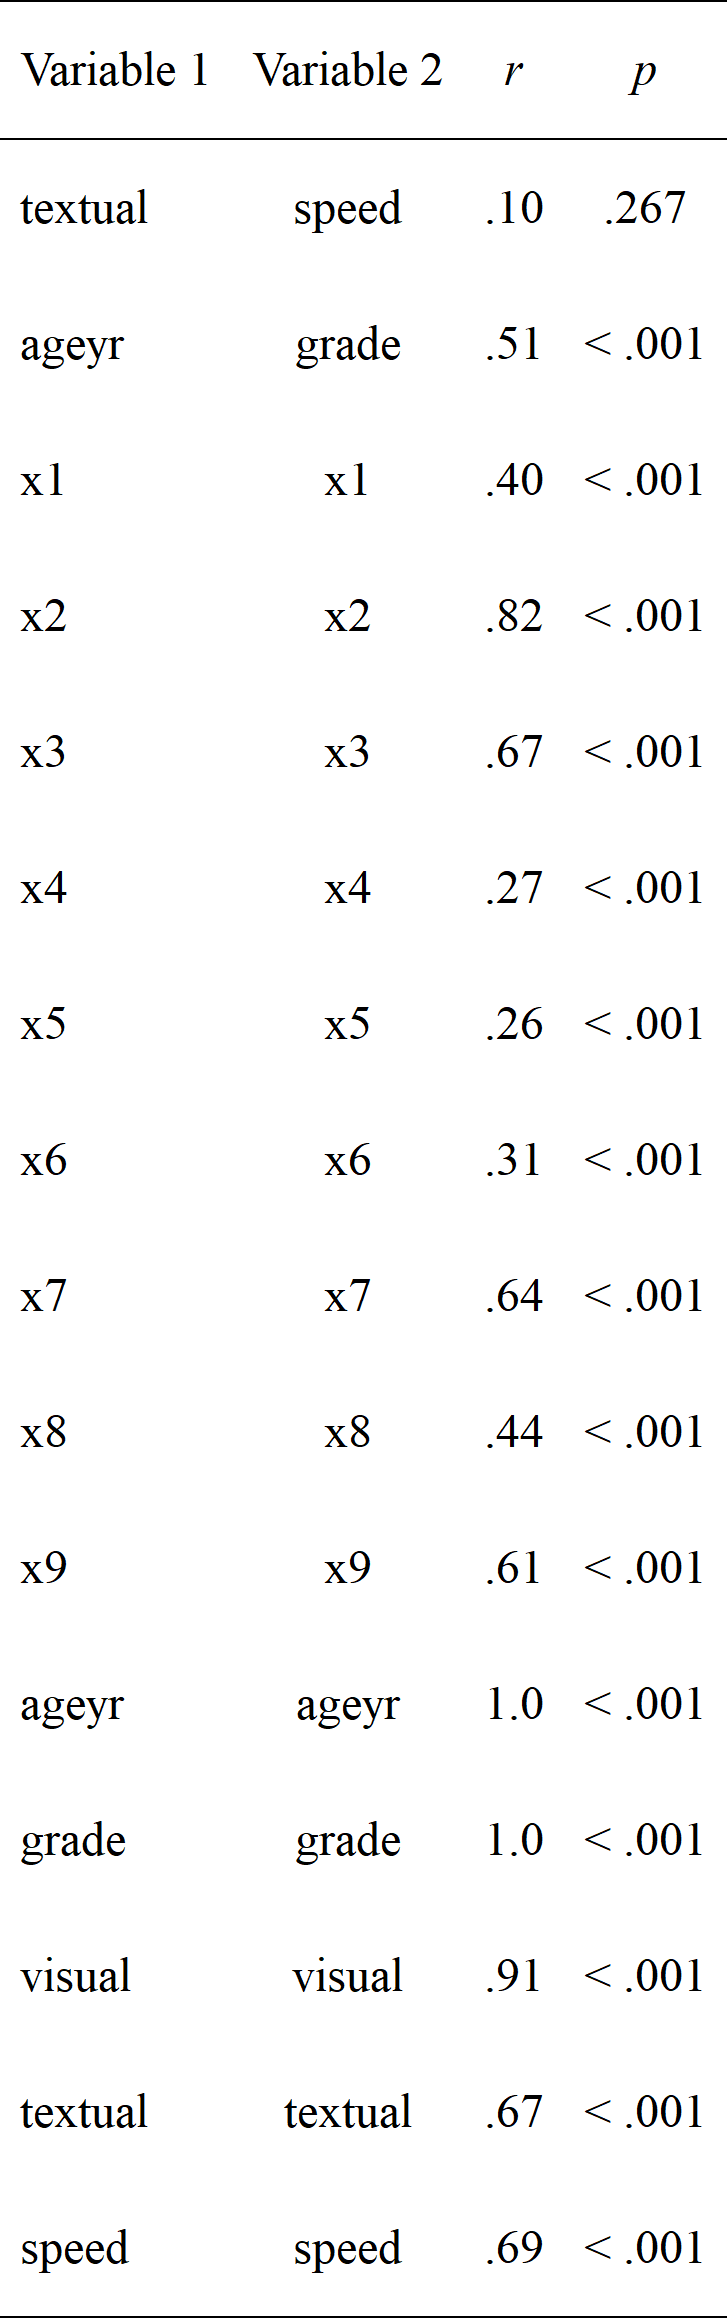 Variable 1 Variable 2 r p
textual speed .10 .267
ageyr grade .51 < .001
x1 x1 .40 < .001
x2 x2 .82 < .001
x3 x3 .67 < .001
x4 x4 .27 < .001
x5 x5 .26 < .001
x6 x6 .31 < .001
x7 x7 .64 < .001
x8 x8 .44 < .001
x9 x9 .61 < .001
ageyr ageyr 1.0 < .001
grade grade 1.0 < .001
visual visual .91 < .001
textual textual .67 < .001
speed speed .69 < .001